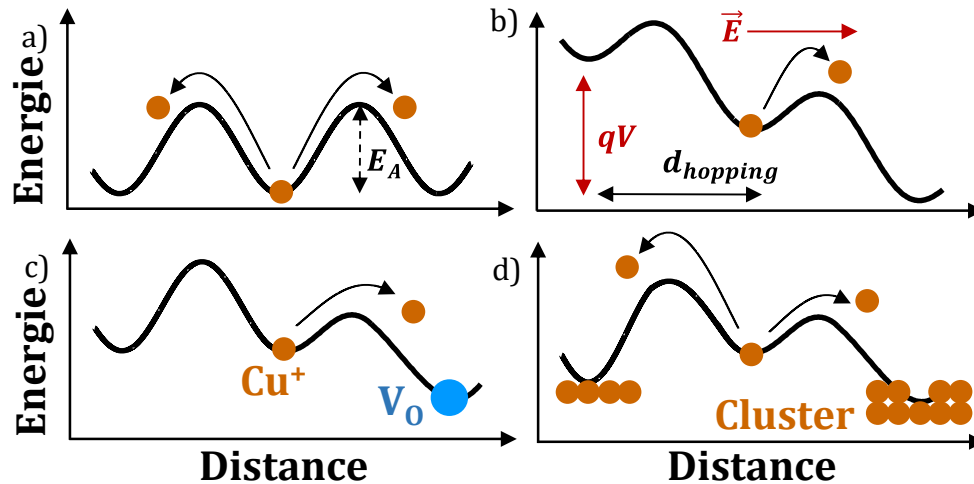 a)
Energie
E_A
b)
E⃗
qV
d_hopping
c)
Energie
Cu⁺
V_O
Distance
d)
Cluster
Distance